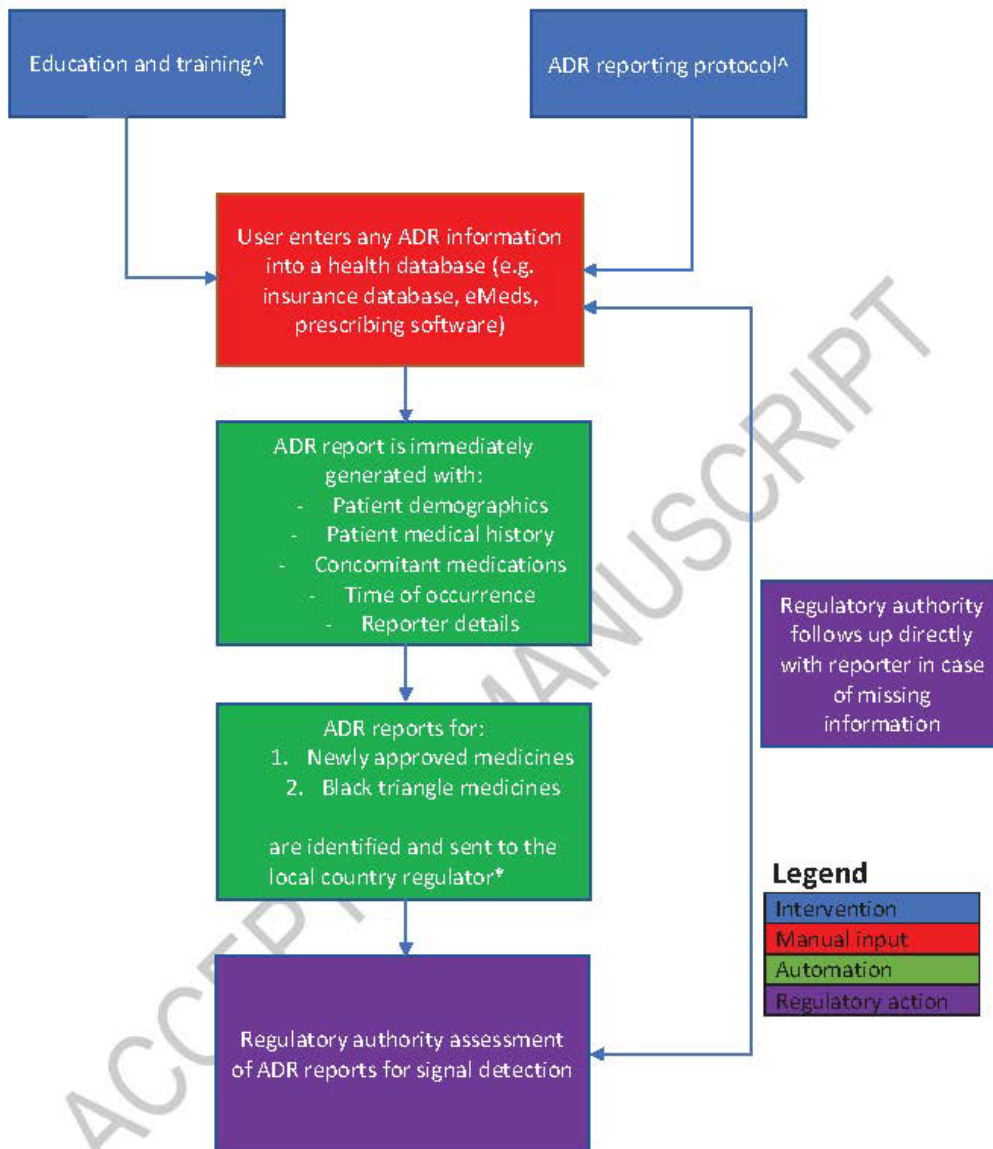 Education and training^
ADR reporting protocol^
User enters any ADR information
into a health database (e.g.
insurance database, eMeds,
prescribing software)
ADR report is immediately
generated with:
- Patient demographics
- Patient medical history
- Concomitant medications
- Time of occurrence
- Reporter details
Regulatory authority
follows up directly
with reporter in case
of missing
information
ADR reports for:
1. Newly approved medicines
2. Black triangle medicines
are identified and sent to the
local country regulator*
Legend
Intervention
Manual input
Automation
Regulatory action
Regulatory authority assessment
of ADR reports for signal detection
ACCEPT MANUSCRIPT